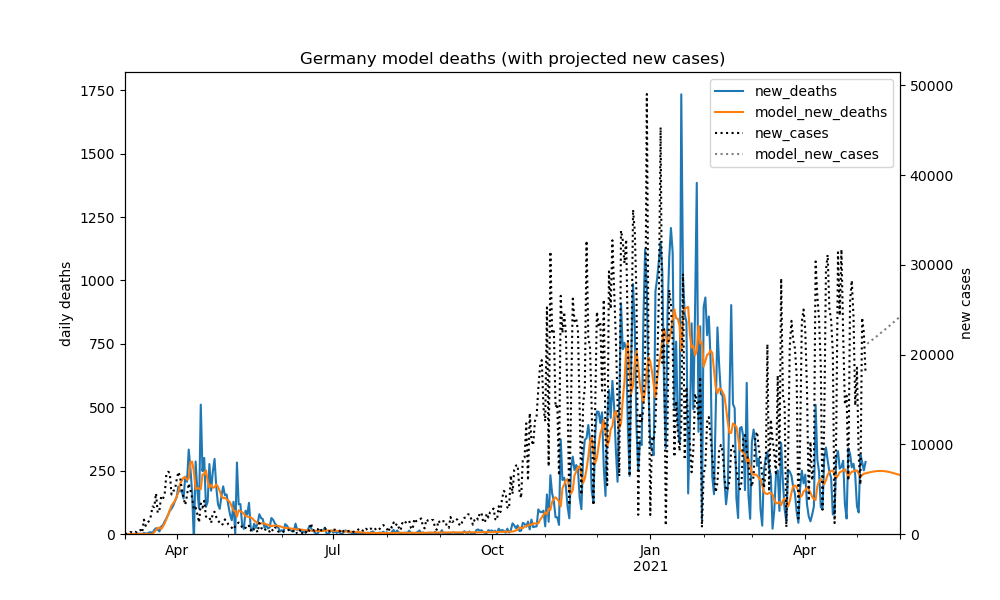 Germany model deaths (with projected new cases)
new_deaths
model_new_deaths
new_cases
model_new_cases
daily deaths
1750
1500
1250
1000
750
500
250
0
50000
40000
30000
20000
10000
0
new cases
Apr
Jul
Oct
Jan
2021
Apr